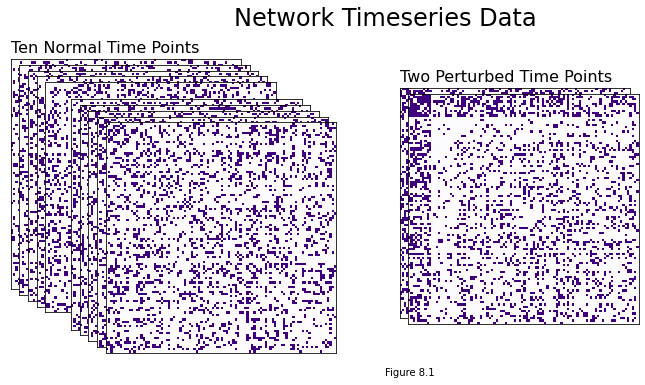 Network Timeseries Data
Ten Normal Time Points
Two Perturbed Time Points
Figure 8.1